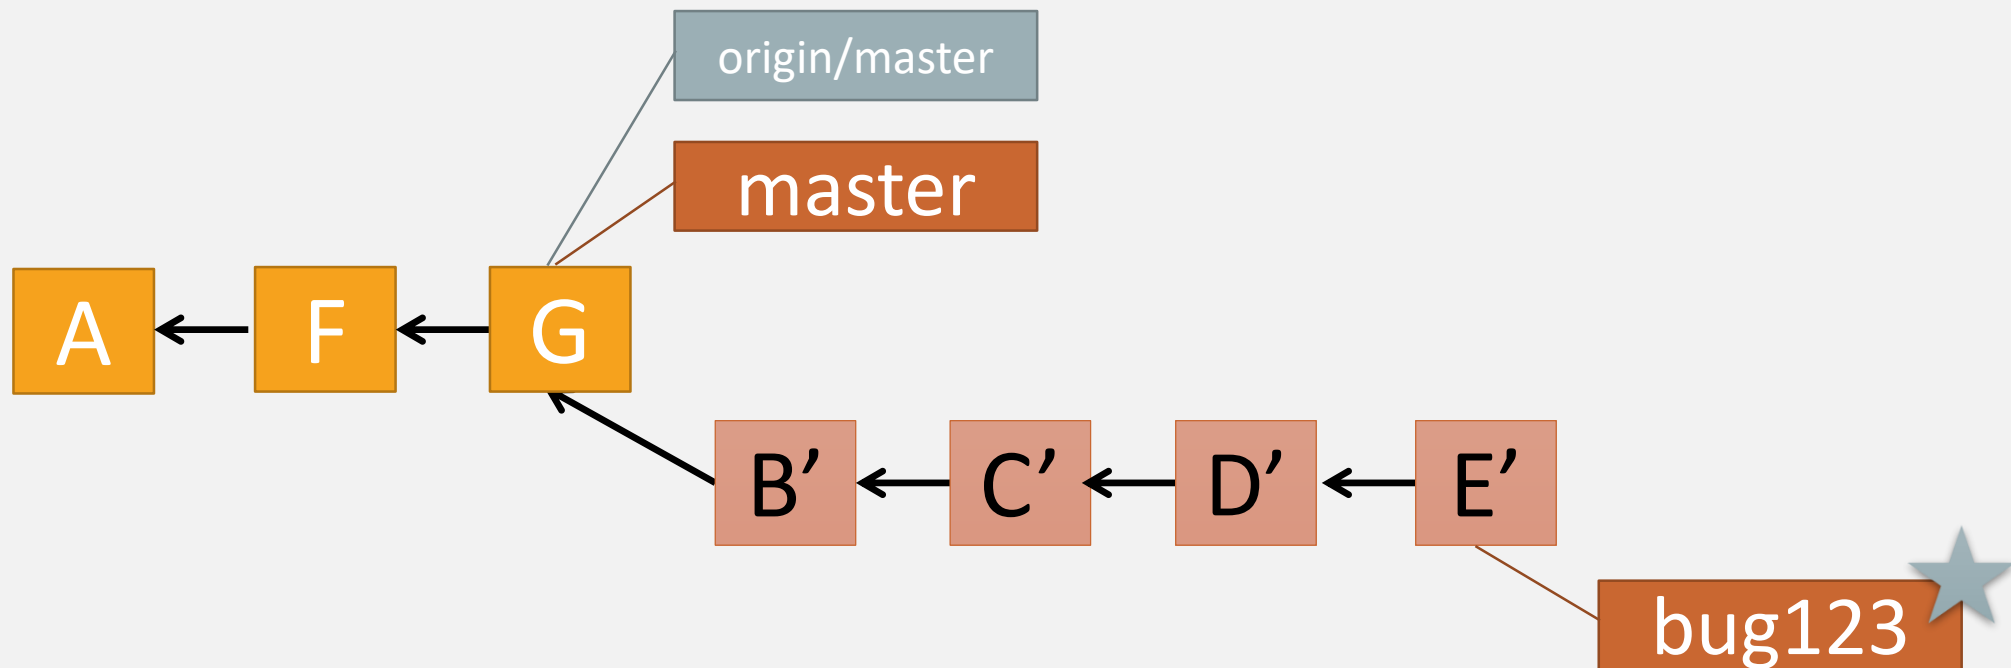 origin/master
master
A
F
G
B’
C’
D’
E’
bug123